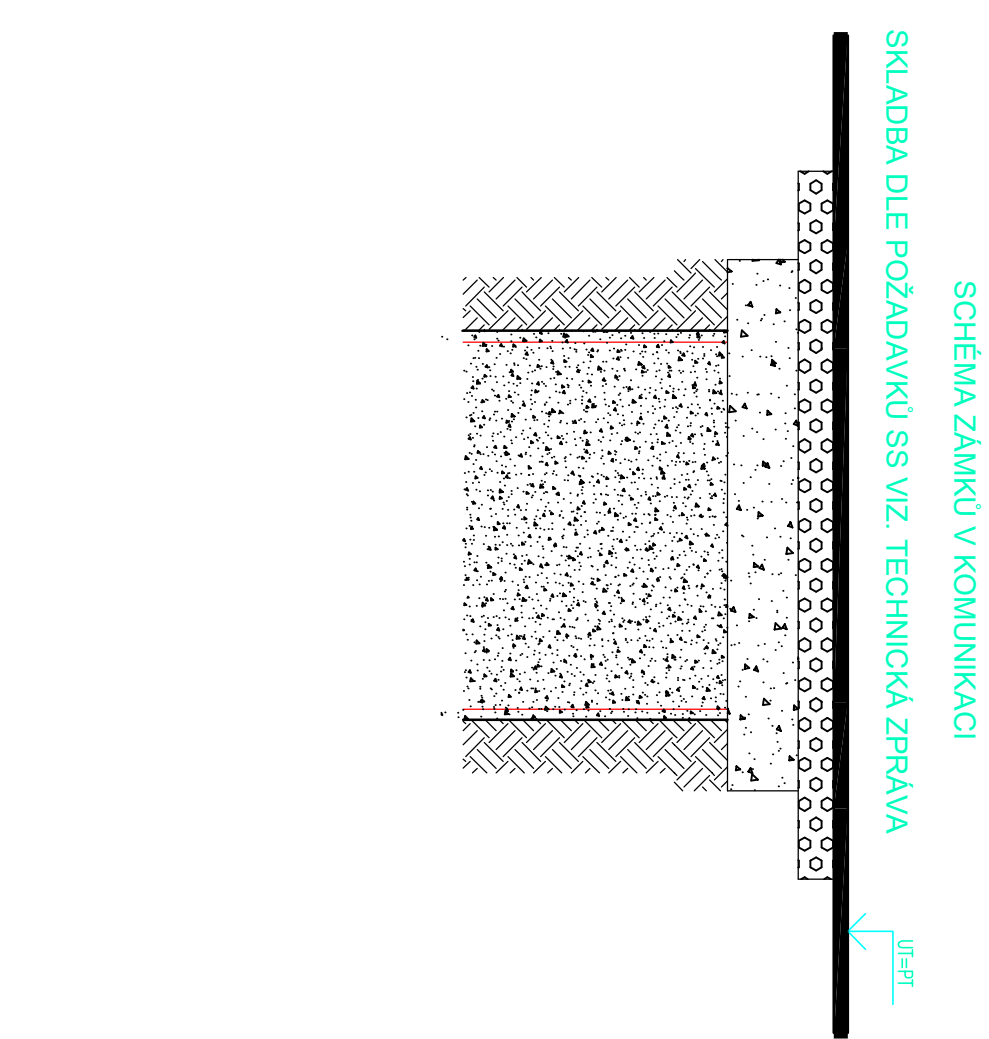 SCHÉMA ZÁMKŮ V KOMUNIKACI
SKLADBA DLE POŽADAVKŮ SS VIZ. TECHNICKÁ ZPRÁVA
UT=PT